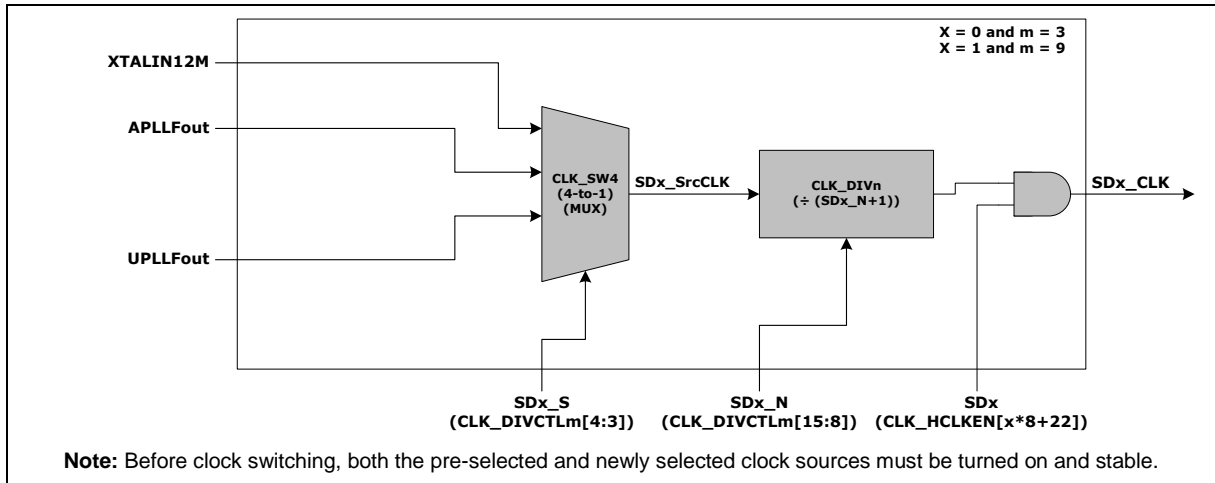 X = 0 and m = 3
X = 1 and m = 9
XTALIN12M
APLLFout
UPLLFout
CLK_SW4
(4-to-1)
(MUX)
SDx_SrcCLK
CLK_DIVn
(÷ (SDx_N+1))
SDx_CLK
SDx_S
(CLK_DIVCTLm[4:3])
SDx_N
(CLK_DIVCTLm[15:8])
SDx
(CLK_HCLKEN[x*8+22])
Note: Before clock switching, both the pre-selected and newly selected clock sources must be turned on and stable.